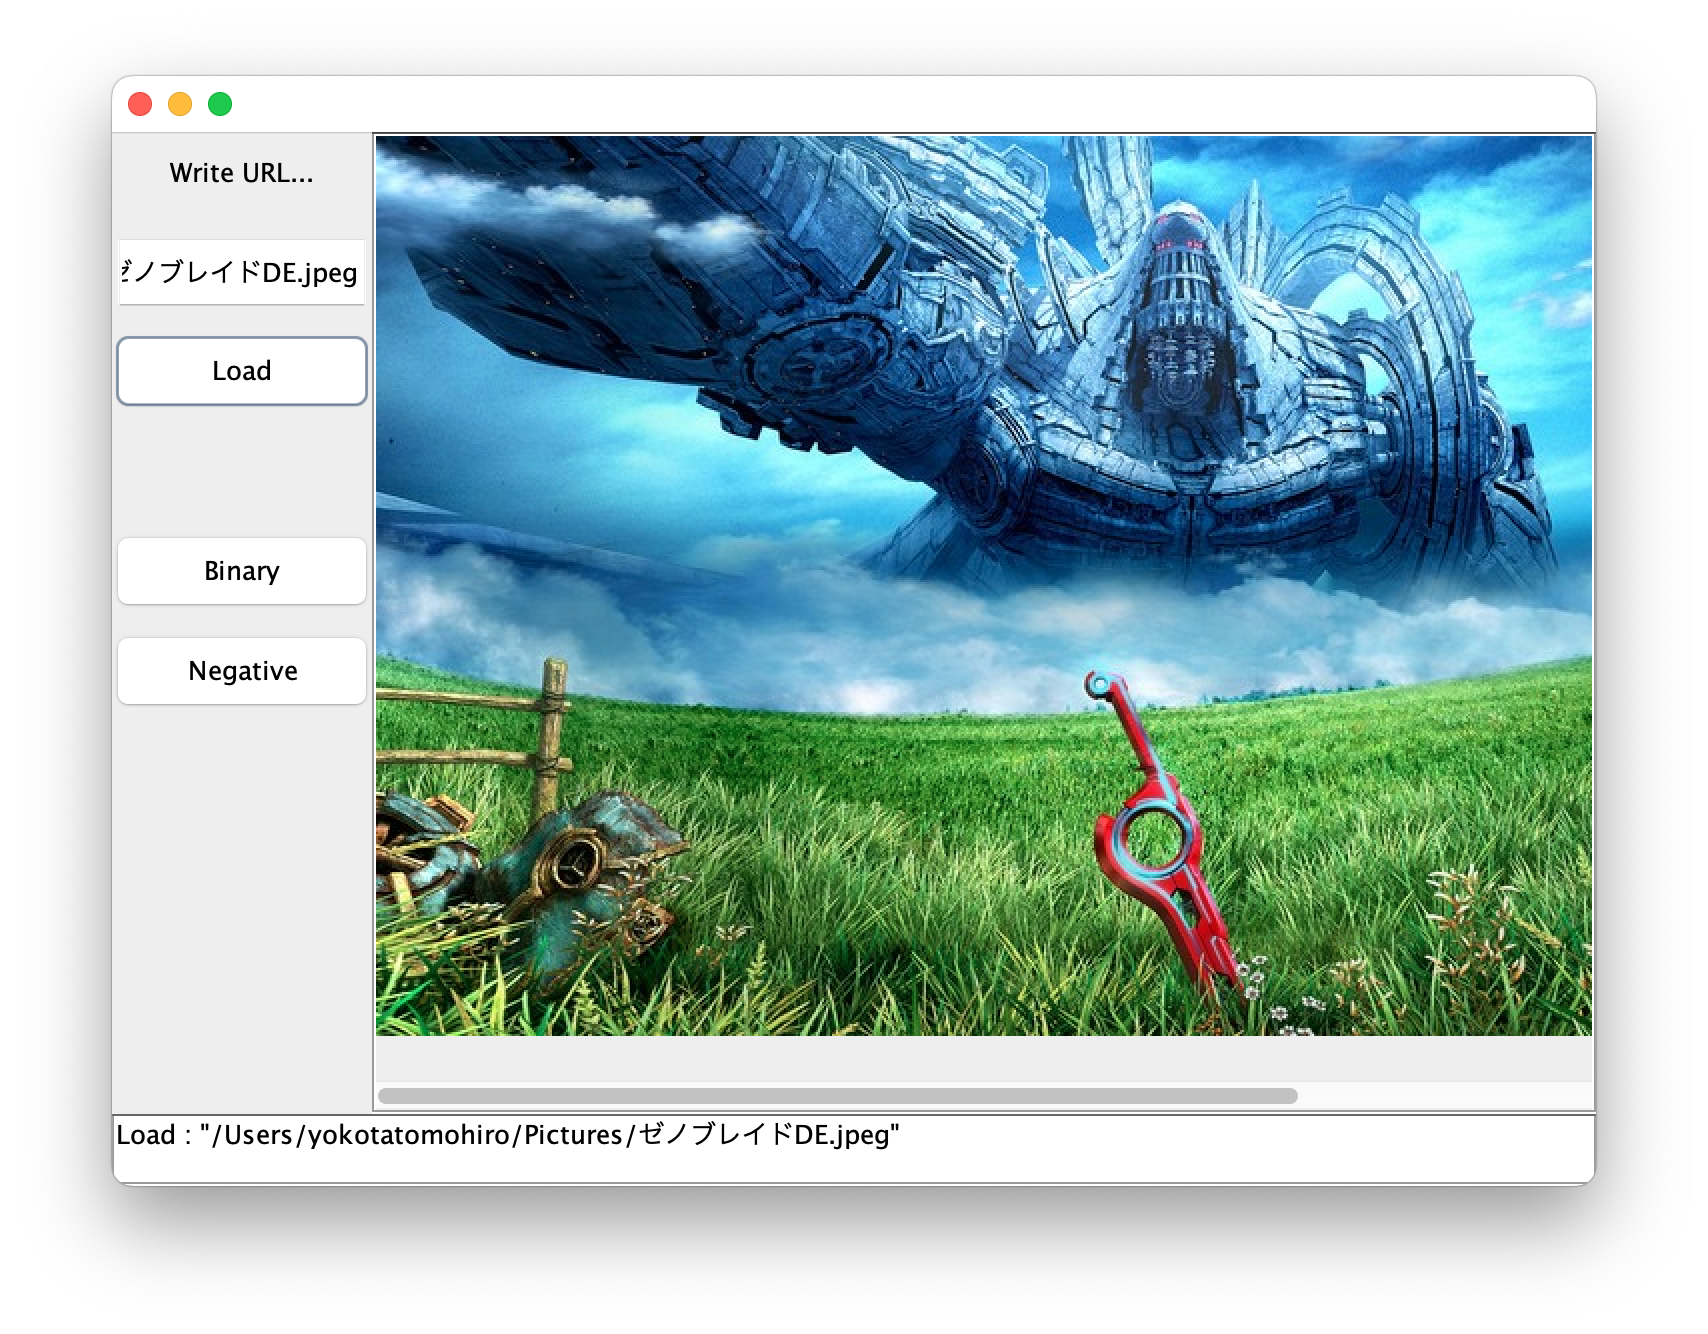 Write URL...
ゼノブレイドDE.jpeg
Load
Binary
Negative
Load : "/Users/yokotatomohiro/Pictures/ゼノブレイドDE.jpeg"